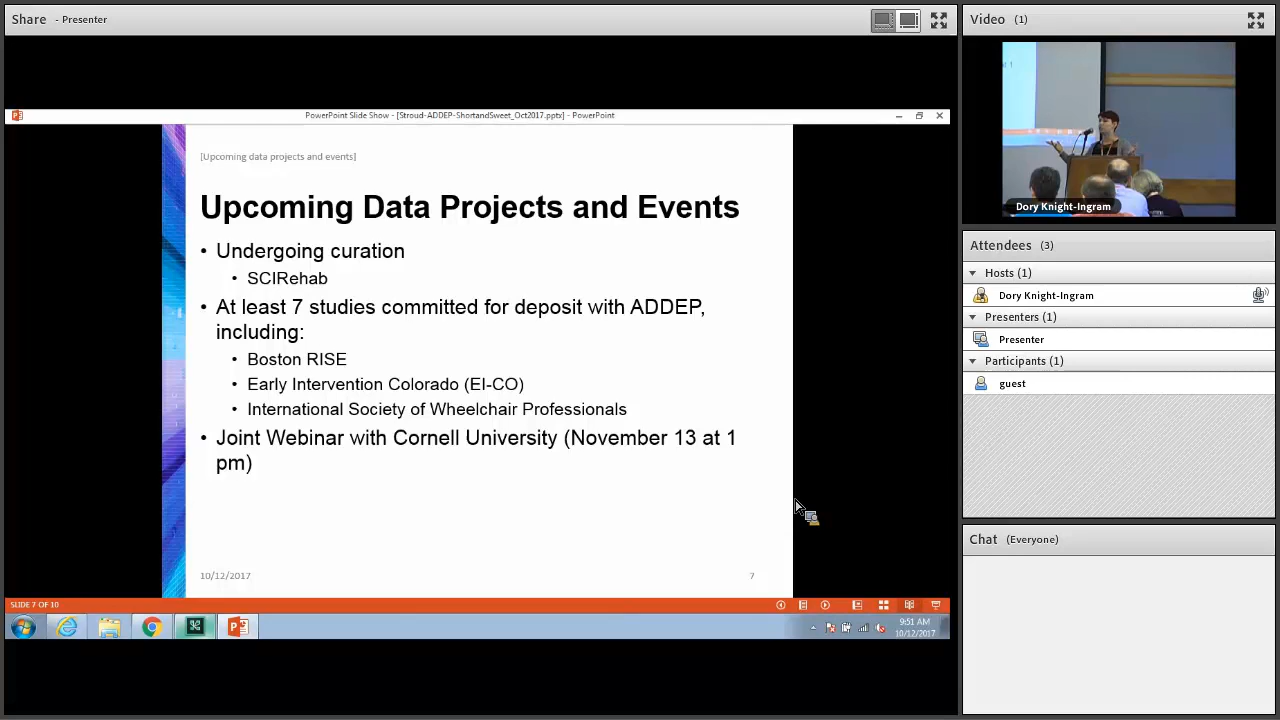 Share - Presenter
PowerPoint Slide Show - [Stroud-ADDEP-ShortandSweet_Oct2017.pptx] - PowerPoint
[Upcoming data projects and events]
Upcoming Data Projects and Events
• Undergoing curation
• SCIRehab
• At least 7 studies committed for deposit with ADDEP,
including:
• Boston RISE
• Early Intervention Colorado (EI-CO)
• International Society of Wheelchair Professionals
• Joint Webinar with Cornell University (November 13 at 1
pm)
10/12/2017 7
SLIDE 7 OF 10
9:51 AM
10/12/2017
Video (1)
Dory Knight-Ingram
Attendees (3)
Hosts (1)
Dory Knight-Ingram
Presenters (1)
Presenter
Participants (1)
guest
Chat (Everyone)